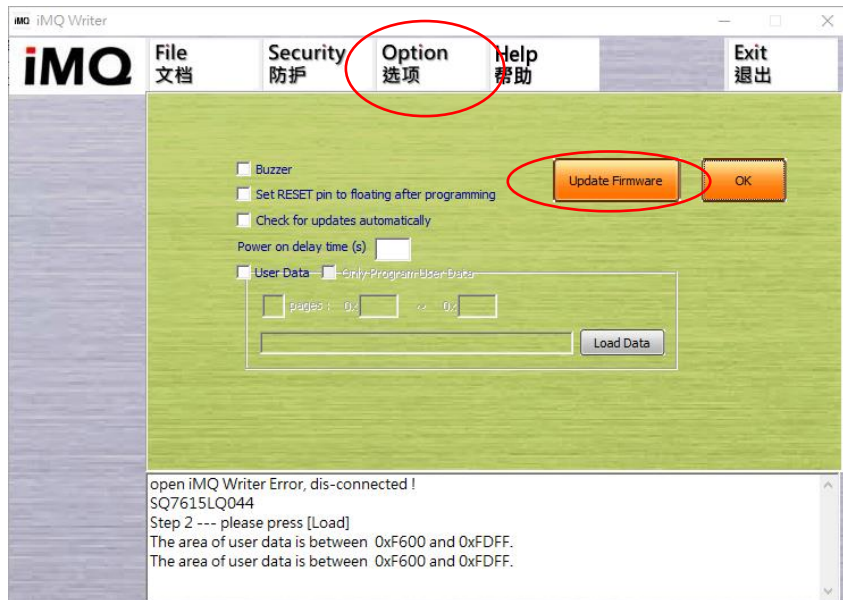 iMQ iMQ Writer
iMQ
File
文档
Security
防护
Option
选项
Help
帮助
Exit
退出
Buzzer
Update Firmware
OK
Set RESET pin to floating after programming
Check for updates automatically
Power on delay time (s)
User Data
Only Program User Data
pages : 0x ~ 0x
Load Data
open iMQ Writer Error, dis-connected !
SQ7615LQ044
Step 2 --- please press [Load]
The area of user data is between 0xF600 and 0xFDFF.
The area of user data is between 0xF600 and 0xFDFF.